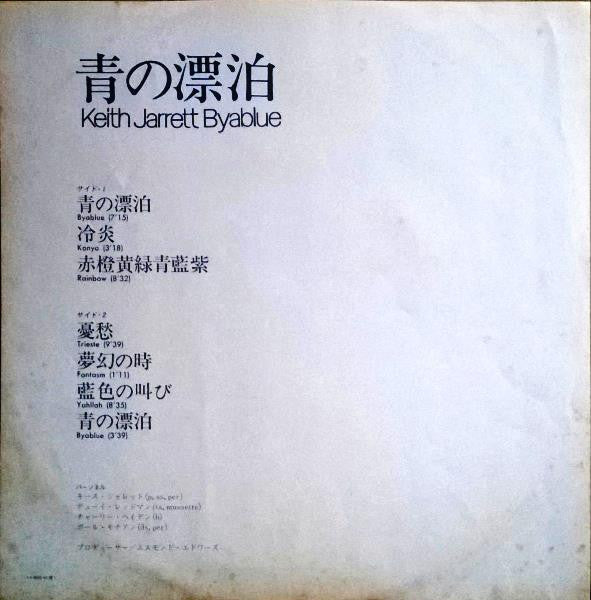 青の漂泊
Keith Jarrett Byablue
サイド・1
青の漂泊
Byablue (7'15)
冷炎
Konya (3'18)
赤橙黄緑青藍紫
Rainbow (8'32)
サイド・2
憂愁
Trieste (9'39)
夢幻の時
Fantasm (1'11)
藍色の叫び
Yahllah (8'35)
青の漂泊
Byablue (3'39)
パーソネル
キース・ジャレット(p, ss, per)
デューイ・レッドマン(ts, musette)
チャーリー・ヘイデン(b)
ポール・モチアン(ds, per)
プロデューサー/エスモンド・エドワーズ